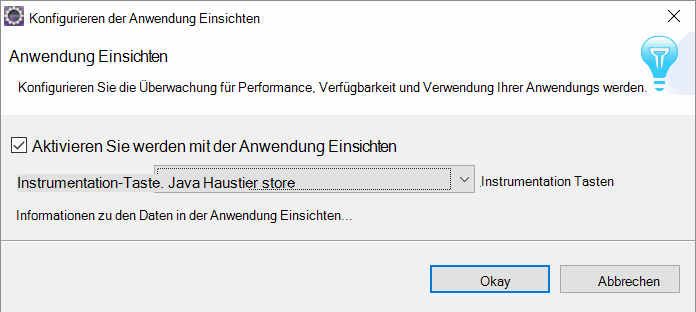 Konfigurieren der Anwendung Einsichten
Anwendung Einsichten
Konfigurieren Sie die Überwachung für Performance, Verfügbarkeit und Verwendung Ihrer Anwendungs werden.
Aktivieren Sie werden mit der Anwendung Einsichten
Instrumentation-Taste. Java Haustier store Instrumentation Tasten
Informationen zu den Daten in der Anwendung Einsichten...
Okay Abbrechen